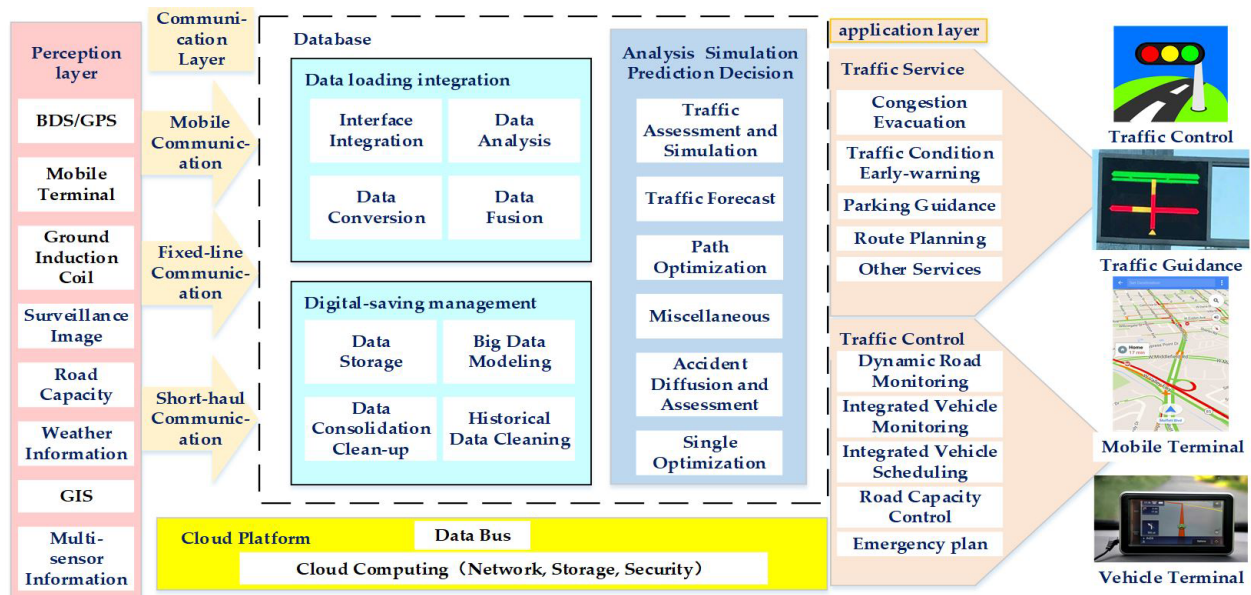 Perception
layer
BDS/GPS
Mobile
Terminal
Ground
Induction
Coil
Surveillance
Image
Road
Capacity
Weather
Information
GIS
Multi-
sensor
Information
Communi-
cation
Layer
Mobile
Communic-
ation
Fixed-line
Communic-
ation
Short-haul
Communic-
ation
Database
Data loading integration
Interface
Integration
Data
Analysis
Data
Conversion
Data
Fusion
Digital-saving management
Data
Storage
Big Data
Modeling
Data
Consolidation
Clean-up
Historical
Data Cleaning
Analysis Simulation
Prediction Decision
Traffic
Assessment and
Simulation
Traffic Forecast
Path
Optimization
Miscellaneous
Accident
Diffusion and
Assessment
Single
Optimization
Cloud Platform
Data Bus
Cloud Computing（Network, Storage, Security）
application layer
Traffic Service
Congestion
Evacuation
Traffic Condition
Early-warning
Parking Guidance
Route Planning
Other Services
Traffic Control
Dynamic Road
Monitoring
Integrated Vehicle
Monitoring
Integrated Vehicle
Scheduling
Road Capacity
Control
Emergency plan
Traffic Control
Traffic Guidance
Home
17 min
Mobile Terminal
Vehicle Terminal